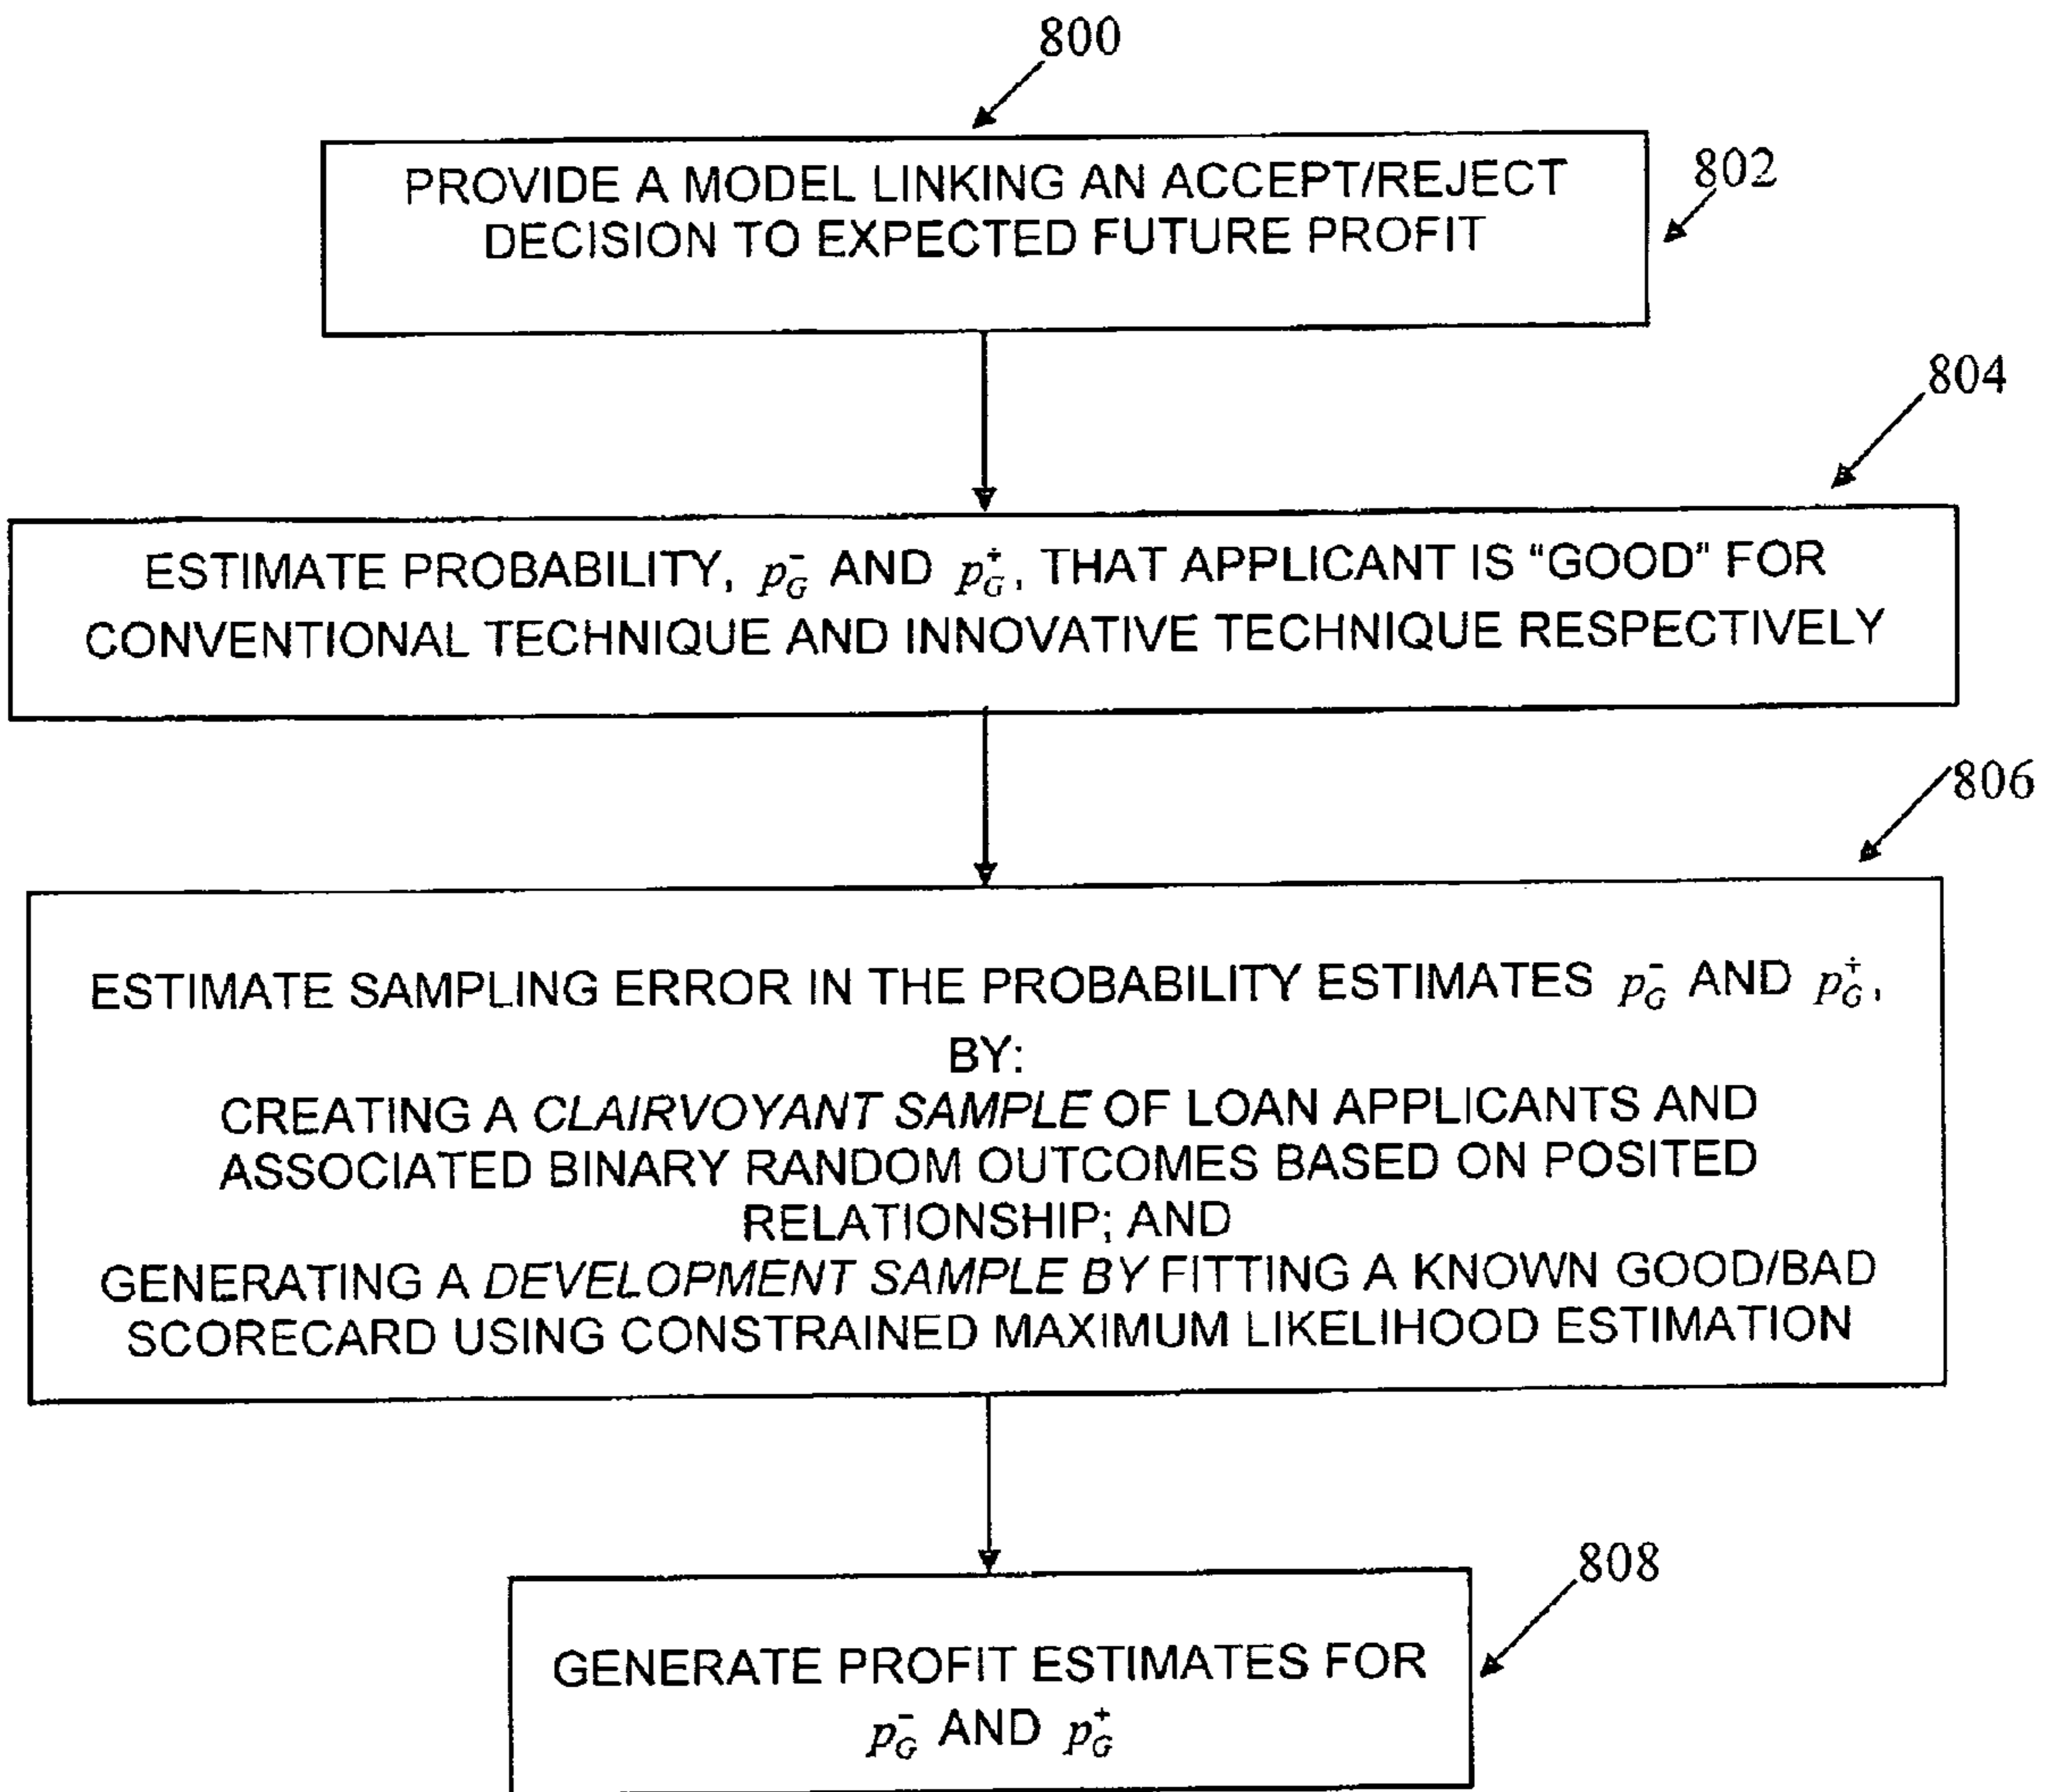 800
PROVIDE A MODEL LINKING AN ACCEPT/REJECT
DECISION TO EXPECTED FUTURE PROFIT
802
804
ESTIMATE PROBABILITY, p_G^- AND p_G^+, THAT APPLICANT IS “GOOD” FOR
CONVENTIONAL TECHNIQUE AND INNOVATIVE TECHNIQUE RESPECTIVELY
806
ESTIMATE SAMPLING ERROR IN THE PROBABILITY ESTIMATES p_G^- AND p_G^+,
BY:
CREATING A CLAIRVOYANT SAMPLE OF LOAN APPLICANTS AND
ASSOCIATED BINARY RANDOM OUTCOMES BASED ON POSITED
RELATIONSHIP; AND
GENERATING A DEVELOPMENT SAMPLE BY FITTING A KNOWN GOOD/BAD
SCORECARD USING CONSTRAINED MAXIMUM LIKELIHOOD ESTIMATION
808
GENERATE PROFIT ESTIMATES FOR
p_G^- AND p_G^+